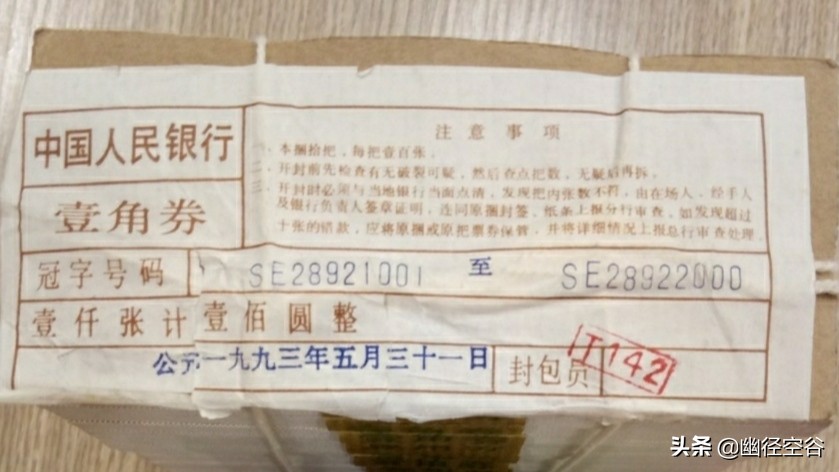 中国人民银行
壹角券
注意事项
一、本捆拾把，每把壹百张。
二、开封前先检查有无破裂可疑，然后查点把数，无疑后再拆。
三、开封时必须与当地银行当面点清，发现把内张数不符，由在场人、经手人
及银行负责人签章证明，连同原捆封签、纸条上报分行审查，如发现超过
十张的错款，应将原捆或原把票券保管，并将详细情况上报总行审查处理。
冠字号码 SE28921001 至 SE28922000
壹仟张计壹佰圆整
公元一九九三年五月三十一日 封包员 I142
头条 @幽径空谷